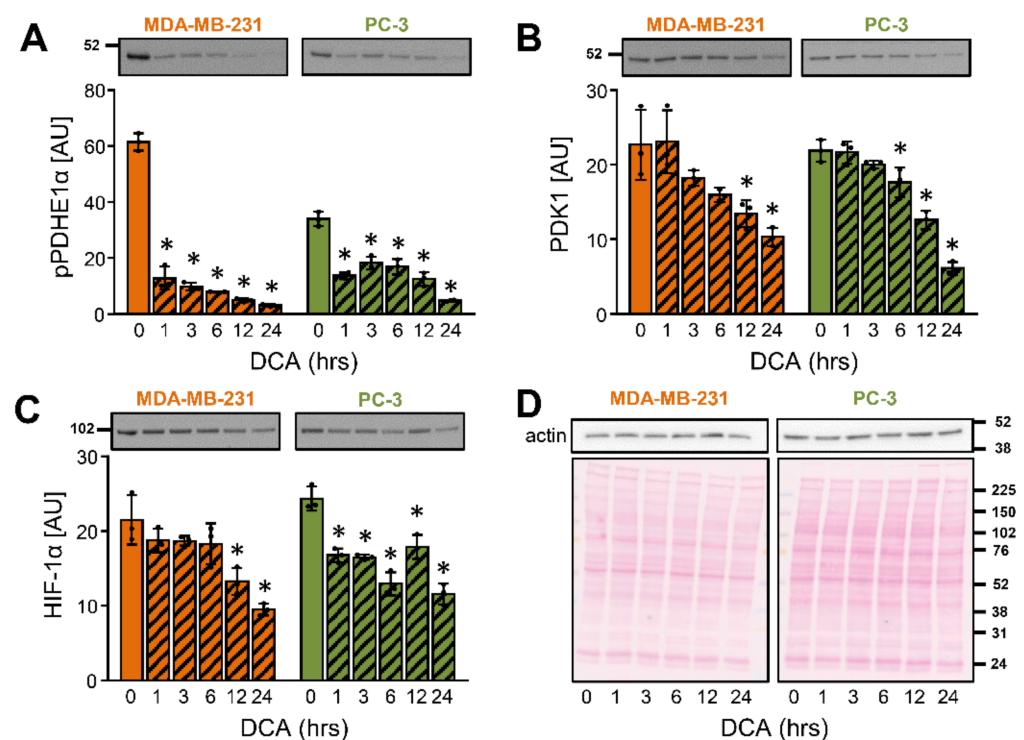 A
MDA-MB-231 PC-3
52
pPDHE1α [AU]
80
60
40
20
0
* * * * * * * * * *
0 1 3 6 12 24 0 1 3 6 12 24
DCA (hrs)
B
MDA-MB-231 PC-3
52
PDK1 [AU]
30
20
10
0
* * * * *
0 1 3 6 12 24 0 1 3 6 12 24
DCA (hrs)
C
MDA-MB-231 PC-3
102
HIF-1α [AU]
30
20
10
0
* * * * * * *
0 1 3 6 12 24 0 1 3 6 12 24
DCA (hrs)
D
MDA-MB-231 PC-3
actin
52
38
225
150
102
76
52
38
31
24
0 1 3 6 12 24 0 1 3 6 12 24
DCA (hrs)